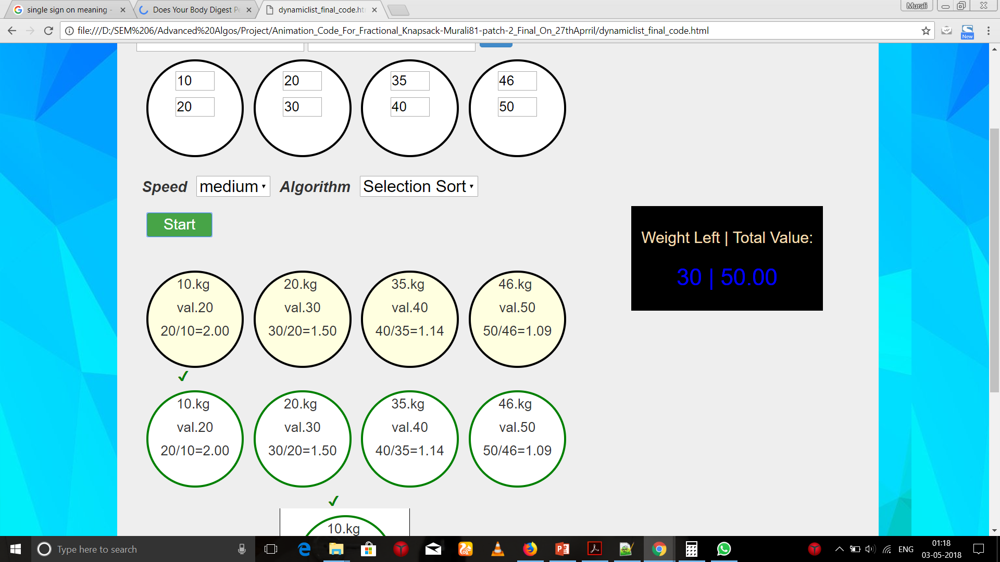 single sign on meaning -
Does Your Body Digest Pe
dynamiclist_final_code.htm
Murali
file:///D:/SEM%206/Advanced%20Algos/Project/Animation_Code_For_Fractional_Knapsack-Murali81-patch-2_Final_On_27thAprril/dynamiclist_final_code.html
New
10 20 35 46
20 30 40 50
Speed medium Algorithm Selection Sort
Start
Weight Left | Total Value:
30 | 50.00
10.kg 20.kg 35.kg 46.kg
val.20 val.30 val.40 val.50
20/10=2.00 30/20=1.50 40/35=1.14 50/46=1.09
10.kg 20.kg 35.kg 46.kg
val.20 val.30 val.40 val.50
20/10=2.00 30/20=1.50 40/35=1.14 50/46=1.09
10.kg
Type here to search
ENG
01:18
03-05-2018